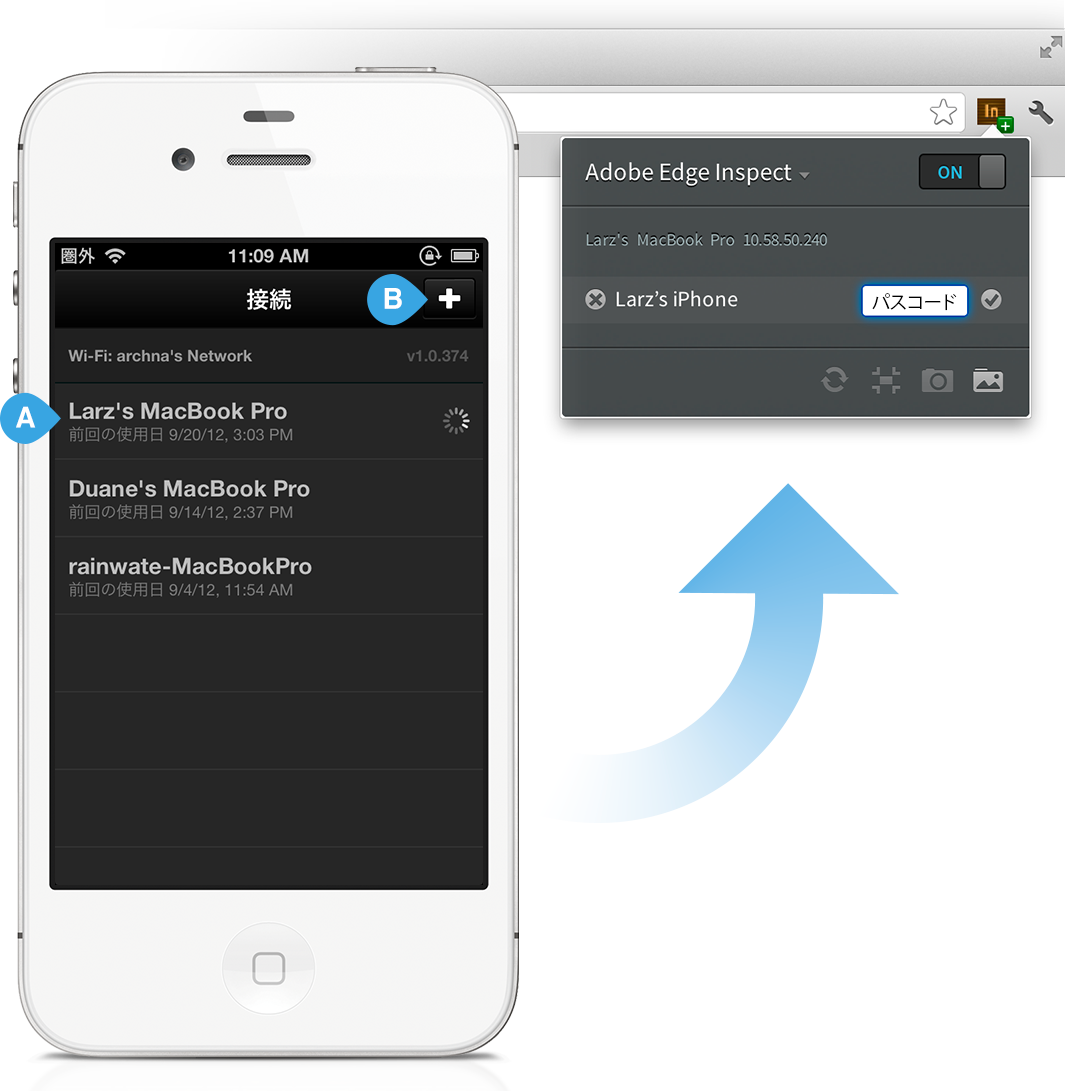 圏外 11:09 AM
接続
B
Wi-Fi: archna's Network v1.0.374
A
Larz's MacBook Pro
前回の使用日 9/20/12, 3:03 PM
Duane's MacBook Pro
前回の使用日 9/14/12, 2:37 PM
rainwate-MacBookPro
前回の使用日 9/4/12, 11:54 AM
In
Adobe Edge Inspect ON
Larz's MacBook Pro 10.58.50.240
Larz’s iPhone パスコード